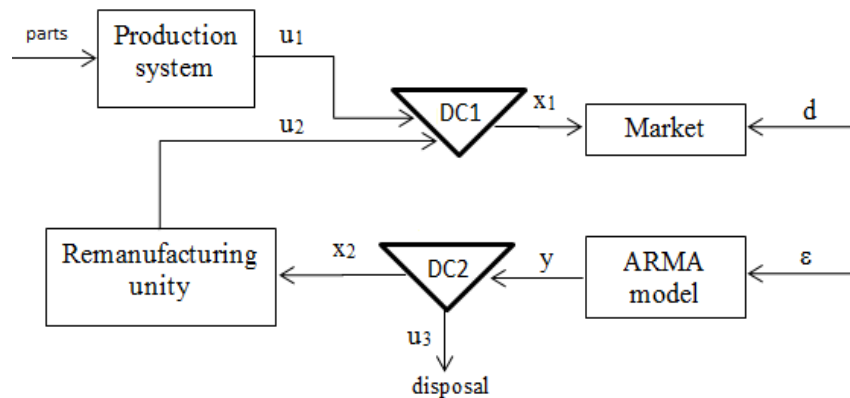 parts
Production
system
u1
u2
DC1
x1
Market
d
Remanufacturing
unity
x2
DC2
y
ARMA
model
ε
u3
disposal